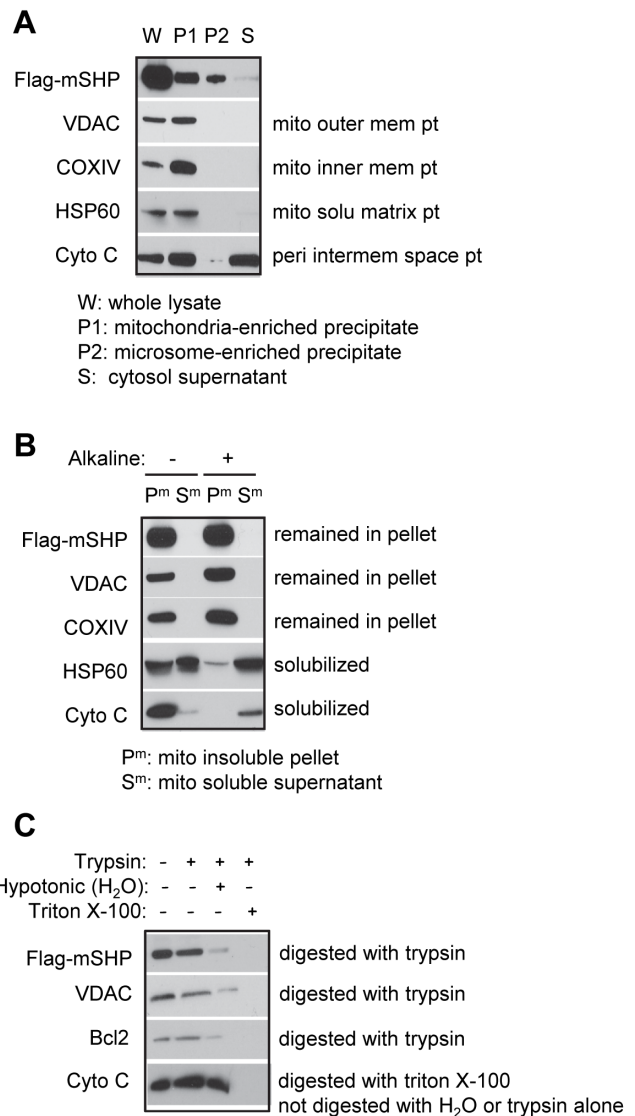 A
W P1 P2 S
Flag-mSHP
VDAC mito outer mem pt
COXIV mito inner mem pt
HSP60 mito solu matrix pt
Cyto C peri intermem space pt
W: whole lysate
P1: mitochondria-enriched precipitate
P2: microsome-enriched precipitate
S: cytosol supernatant
B
Alkaline: - +
Pᵐ Sᵐ Pᵐ Sᵐ
Flag-mSHP remained in pellet
VDAC remained in pellet
COXIV remained in pellet
HSP60 solubilized
Cyto C solubilized
Pᵐ: mito insoluble pellet
Sᵐ: mito soluble supernatant
C
Trypsin: - + + +
Hypotonic (H₂O): - - + -
Triton X-100: - - - +
Flag-mSHP digested with trypsin
VDAC digested with trypsin
Bcl2 digested with trypsin
Cyto C digested with triton X-100
not digested with H₂O or trypsin alone